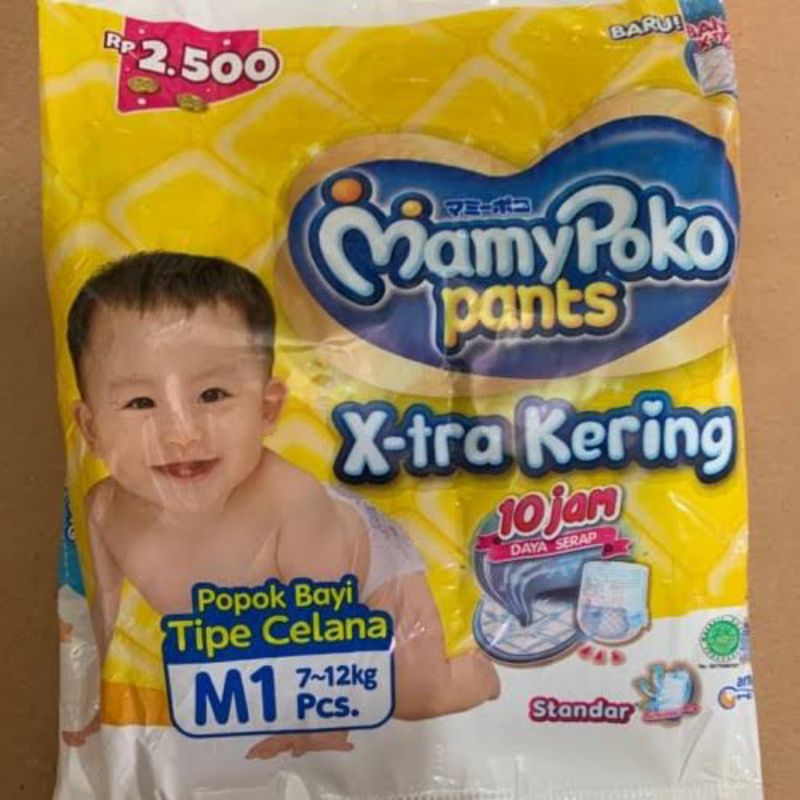 RP 2.500
BARU!
マミーポコ
MamyPoko
pants
X-tra Kering
10 jam
DAYA SERAP
Popok Bayi
Tipe Celana
M1 7~12kg
Pcs.
Standar